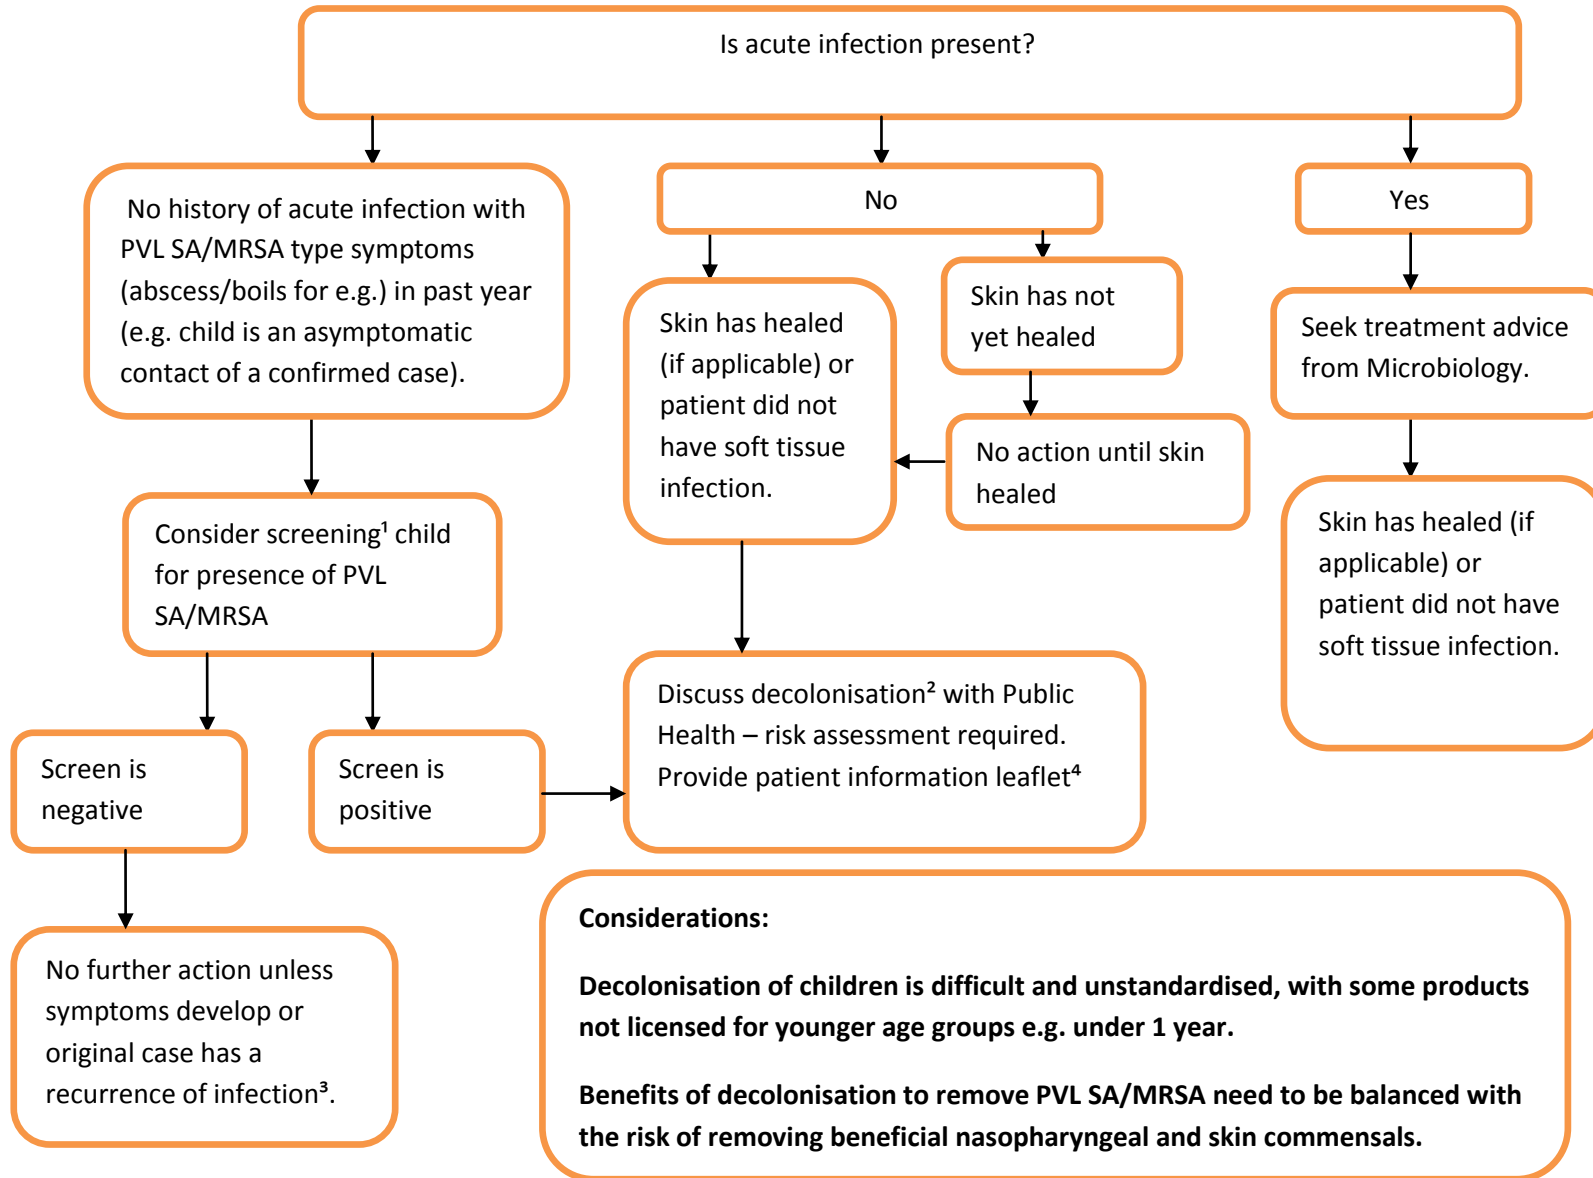 Is acute infection present?
No history of acute infection with
PVL SA/MRSA type symptoms
(abscess/boils for e.g.) in past year
(e.g. child is an asymptomatic
contact of a confirmed case).
No
Yes
Skin has healed
(if applicable) or
patient did not
have soft tissue
infection.
Skin has not
yet healed
No action until skin
healed
Seek treatment advice
from Microbiology.
Skin has healed (if
applicable) or
patient did not have
soft tissue infection.
Consider screening¹ child
for presence of PVL
SA/MRSA
Screen is
negative
Screen is
positive
Discuss decolonisation² with Public
Health – risk assessment required.
Provide patient information leaflet⁴
No further action unless
symptoms develop or
original case has a
recurrence of infection³.
Considerations:
Decolonisation of children is difficult and unstandardised, with some products
not licensed for younger age groups e.g. under 1 year.
Benefits of decolonisation to remove PVL SA/MRSA need to be balanced with
the risk of removing beneficial nasopharyngeal and skin commensals.